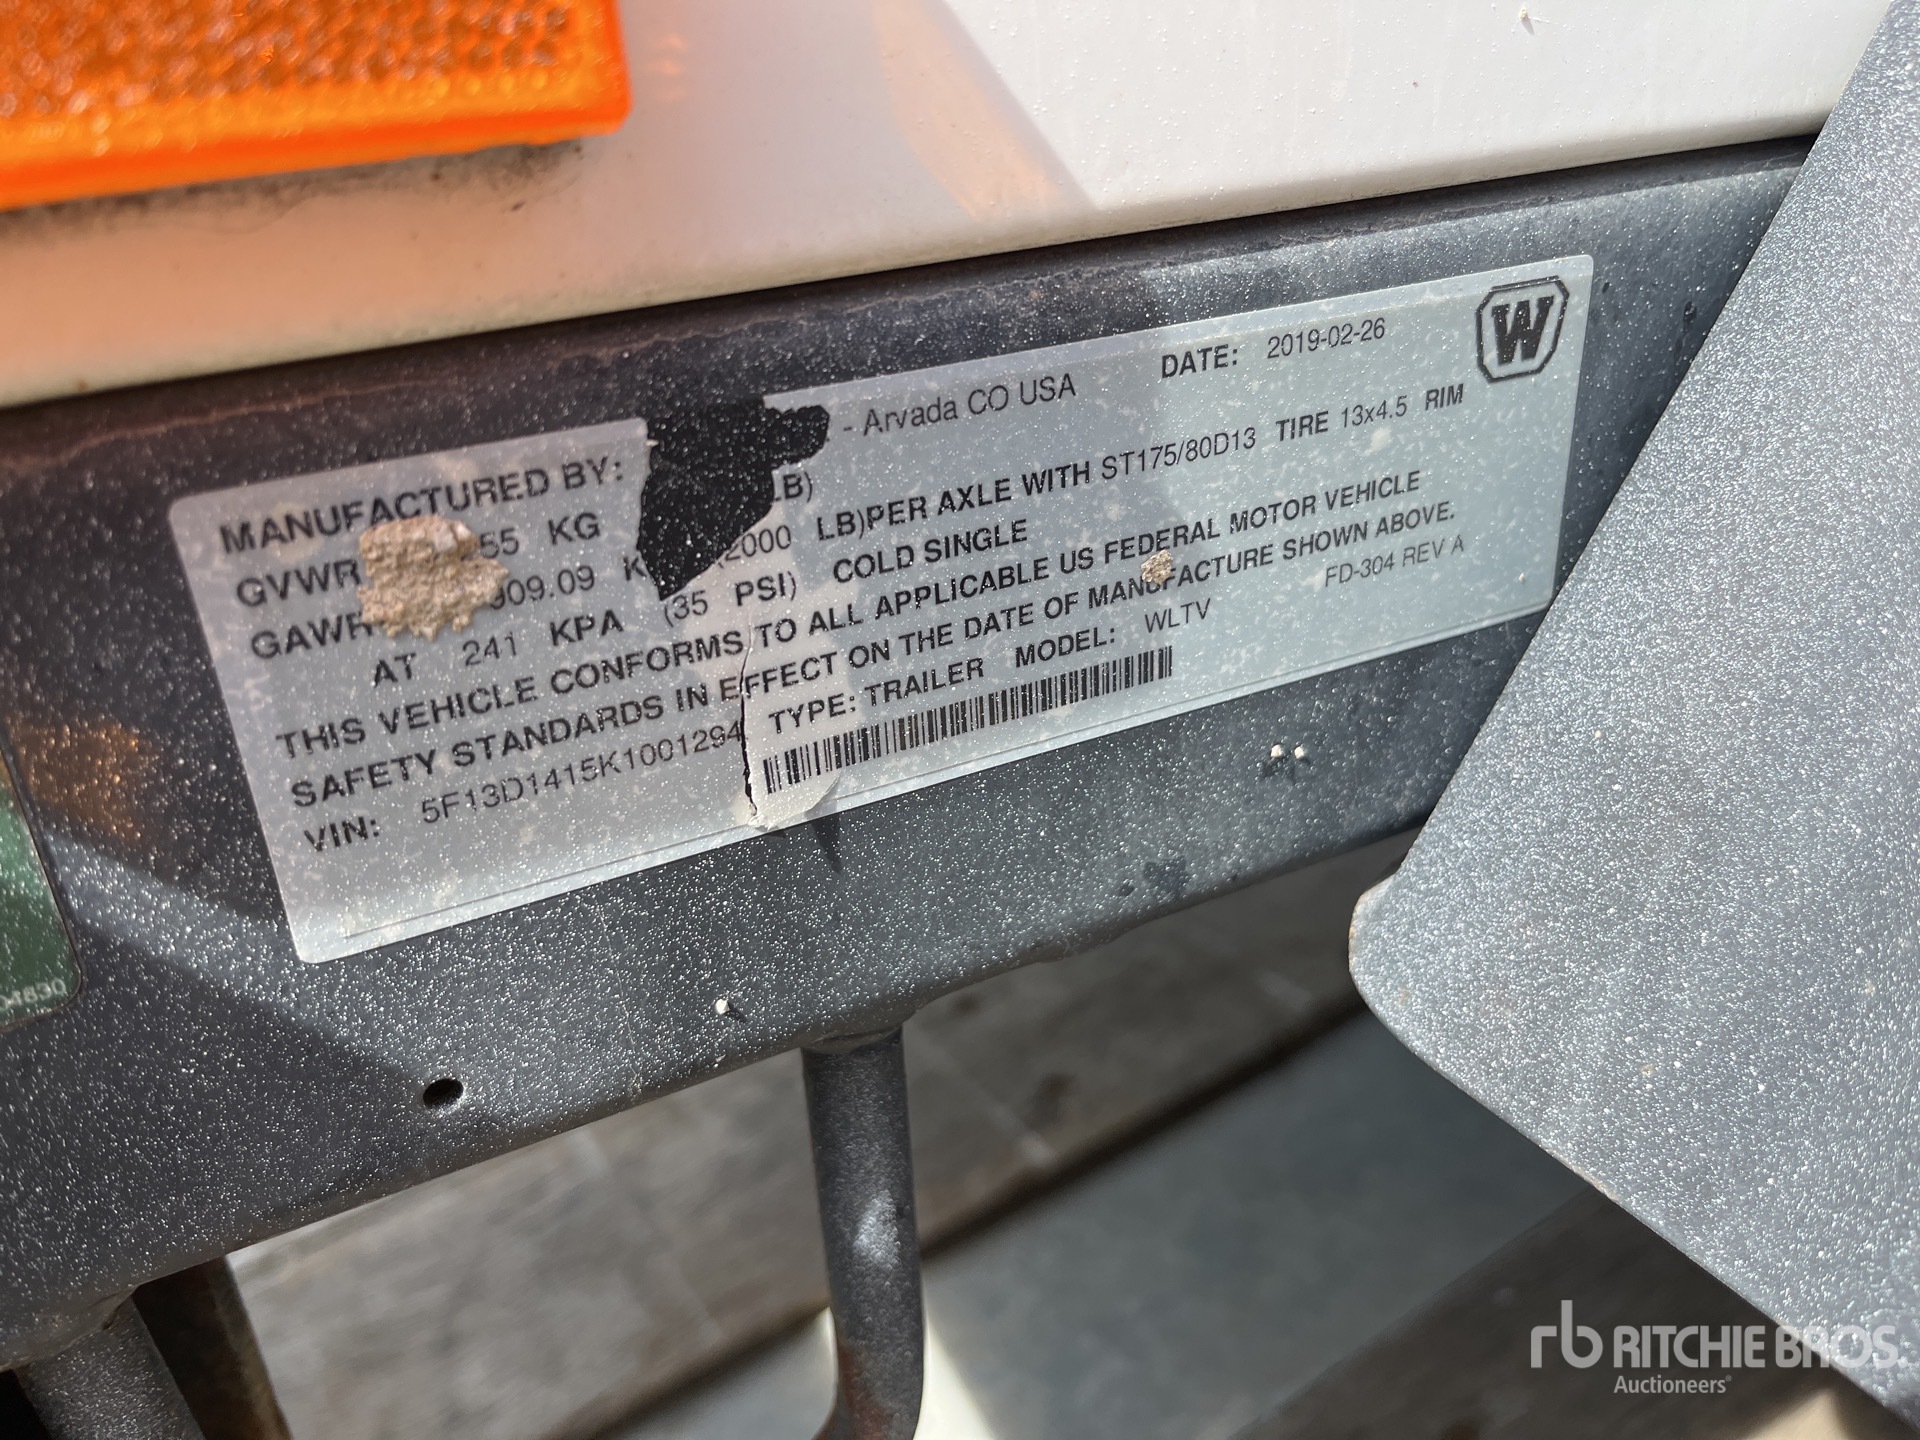 MANUFACTURED BY: - Arvada CO USA DATE: 2019-02-26 W
GVWR 55 KG LB)
GAWR 909.09 K (2000 LB)PER AXLE WITH ST175/80D13 TIRE 13x4.5 RIM
AT 241 KPA (35 PSI) COLD SINGLE
THIS VEHICLE CONFORMS TO ALL APPLICABLE US FEDERAL MOTOR VEHICLE
SAFETY STANDARDS IN EFFECT ON THE DATE OF MANUFACTURE SHOWN ABOVE.
VIN: 5F13D1415K1001294 TYPE: TRAILER MODEL: WLTV FD-304 REV A
04830
rb RITCHIE BROS.
Auctioneers